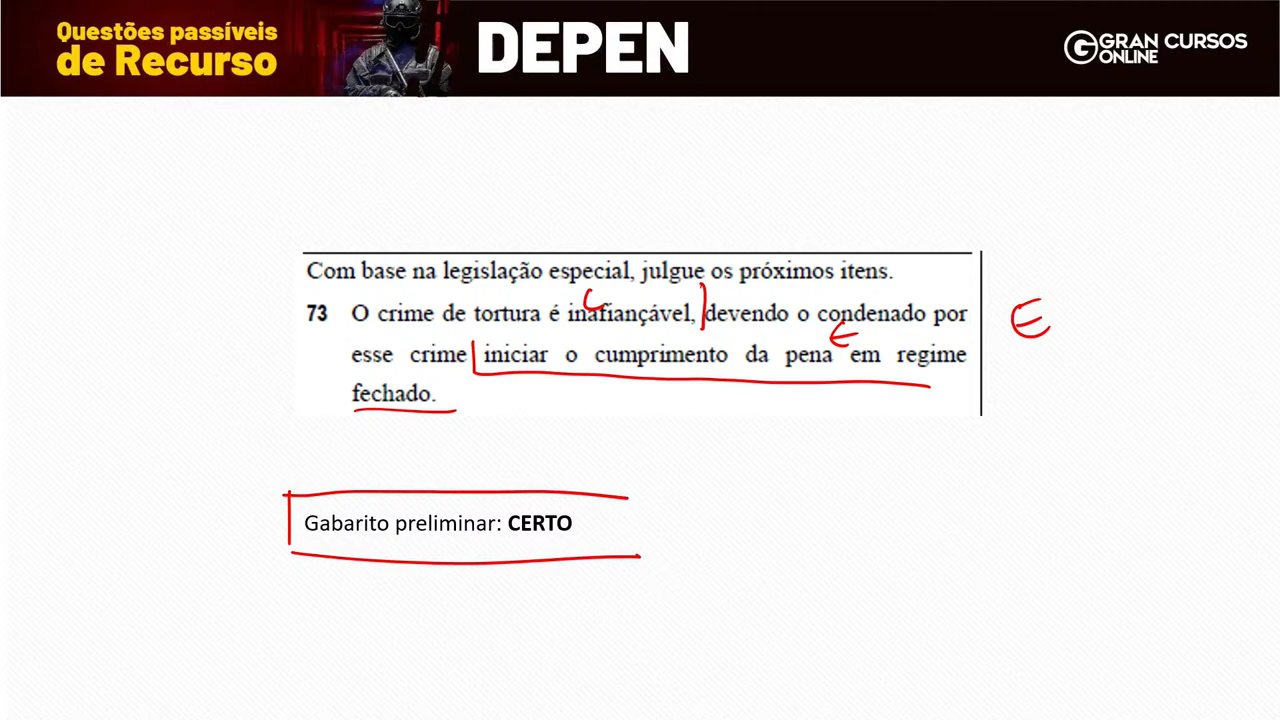 Questões passíveis
de Recurso
DEPEN
GRAN CURSOS
ONLINE
Com base na legislação especial, julgue os próximos itens.
73 O crime de tortura é inafiançável, devendo o condenado por
esse crime iniciar o cumprimento da pena em regime
fechado.
C
E
E
Gabarito preliminar: CERTO